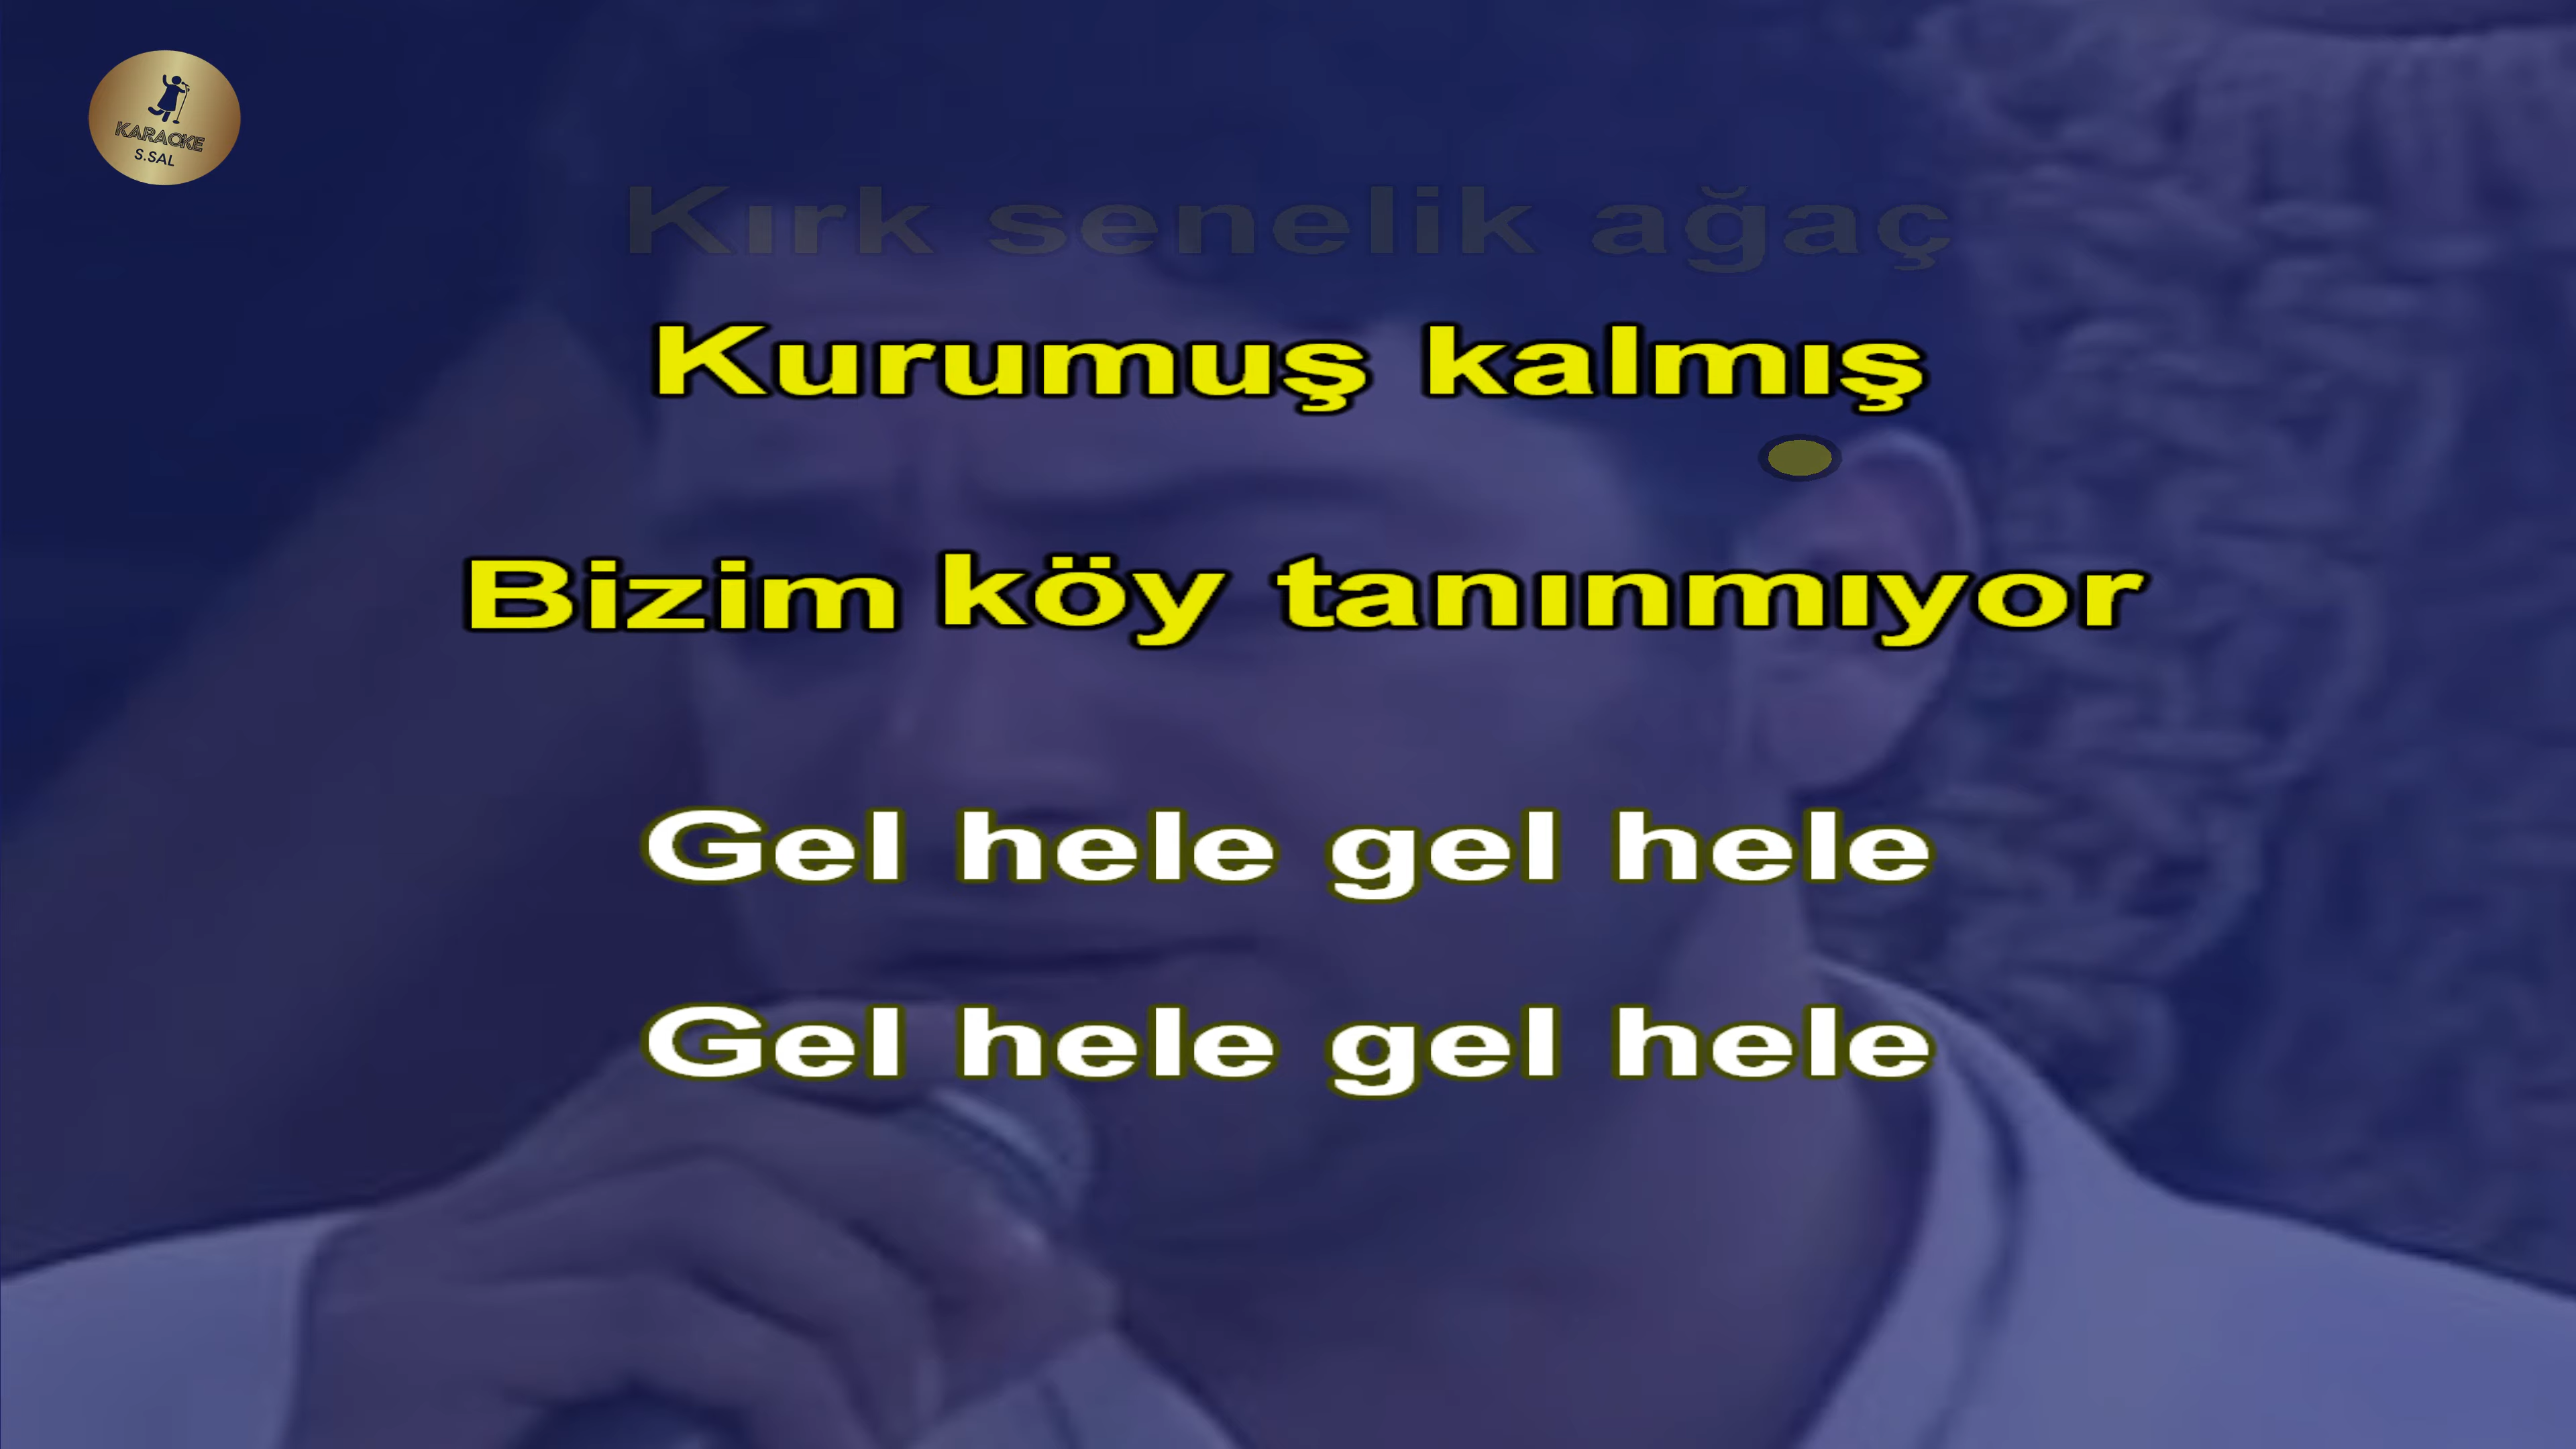 KARAOKE
S.SAL
Kırk senelik ağaç
Kurumuş kalmış
Bizim köy tanınmıyor
Gel hele gel hele
Gel hele gel hele